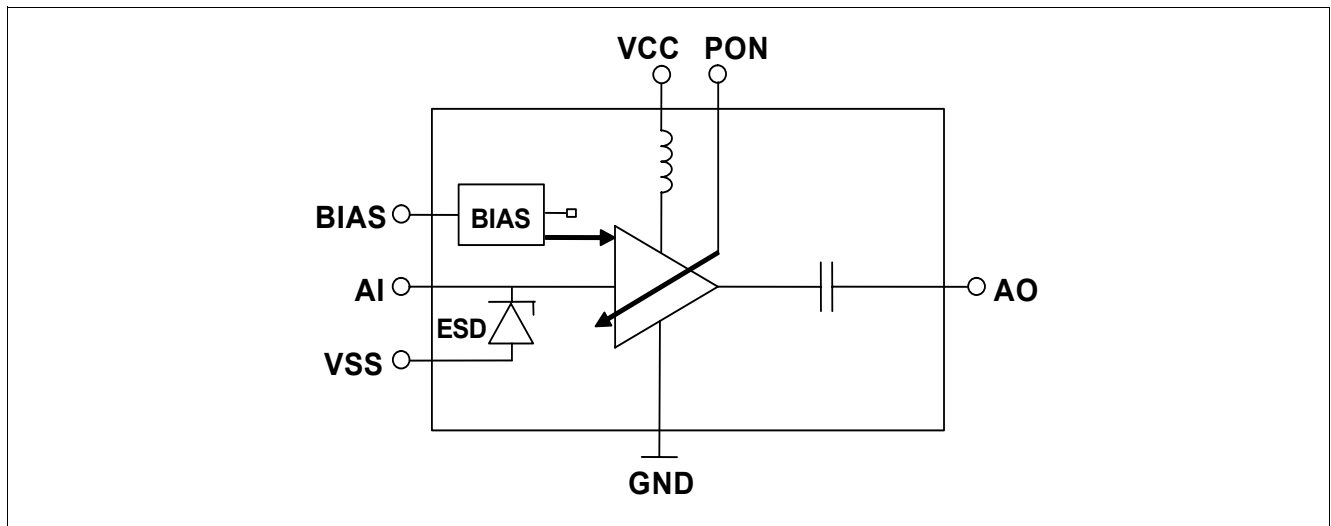 VCC PON
BIAS
BIAS
AI
ESD
VSS
AO
GND